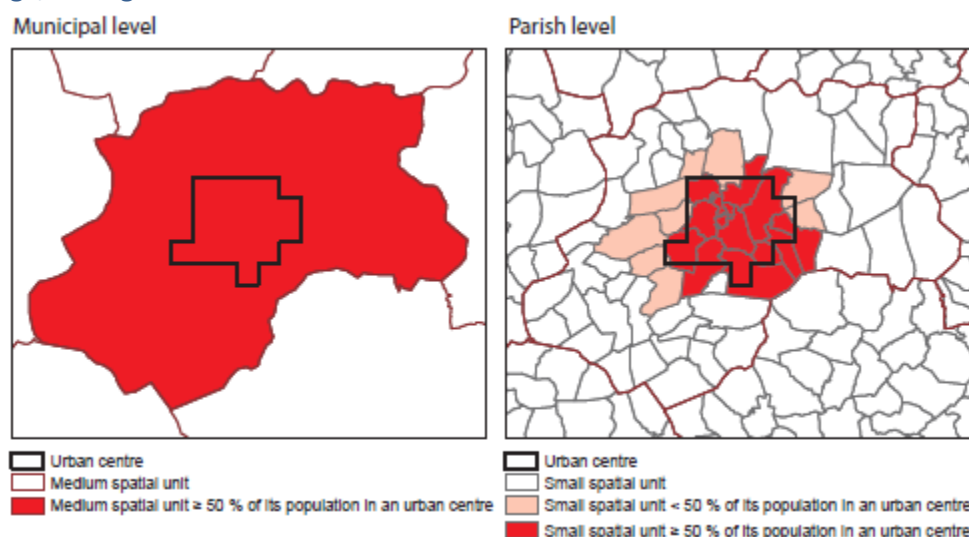 Municipal level
Parish level
Urban centre
Medium spatial unit
Medium spatial unit ≥ 50 % of its population in an urban centre
Urban centre
Small spatial unit
Small spatial unit < 50 % of its population in an urban centre
Small spatial unit ≥ 50 % of its population in an urban centre